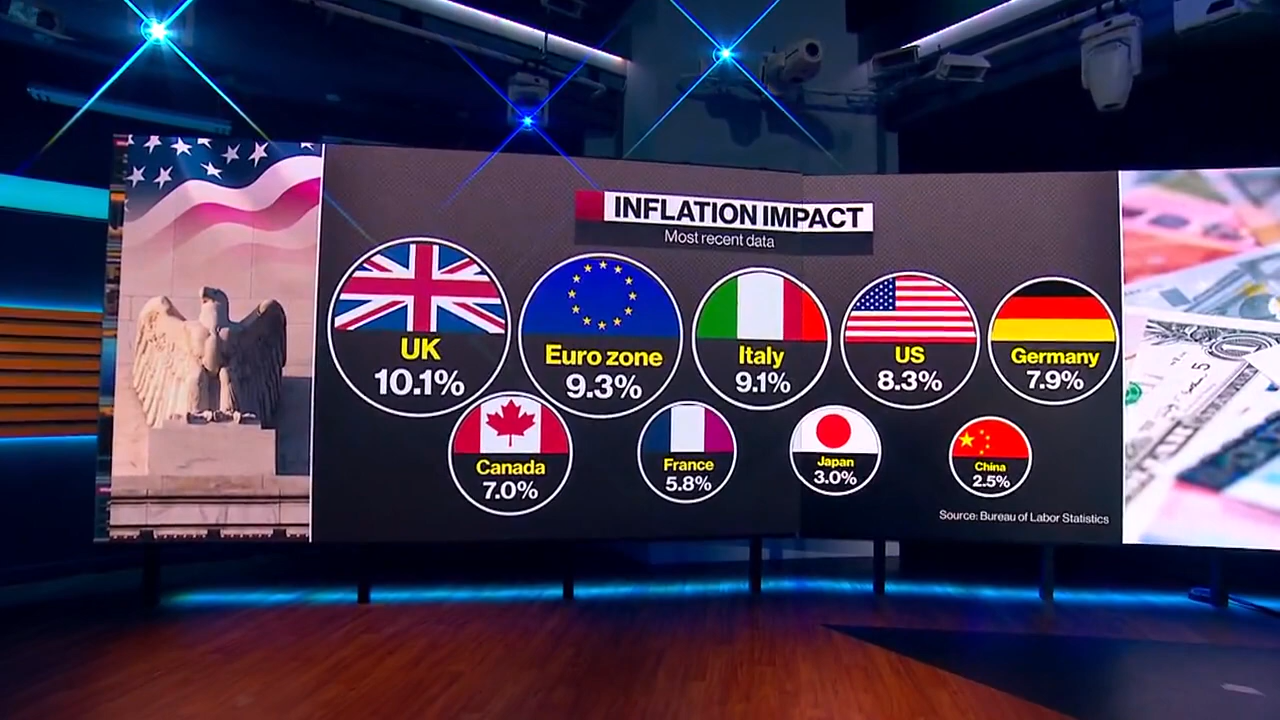 INFLATION IMPACT
Most recent data
UK
10.1%
Euro zone
9.3%
Italy
9.1%
US
8.3%
Germany
7.9%
Canada
7.0%
France
5.8%
Japan
3.0%
China
2.5%
Source: Bureau of Labor Statistics
5